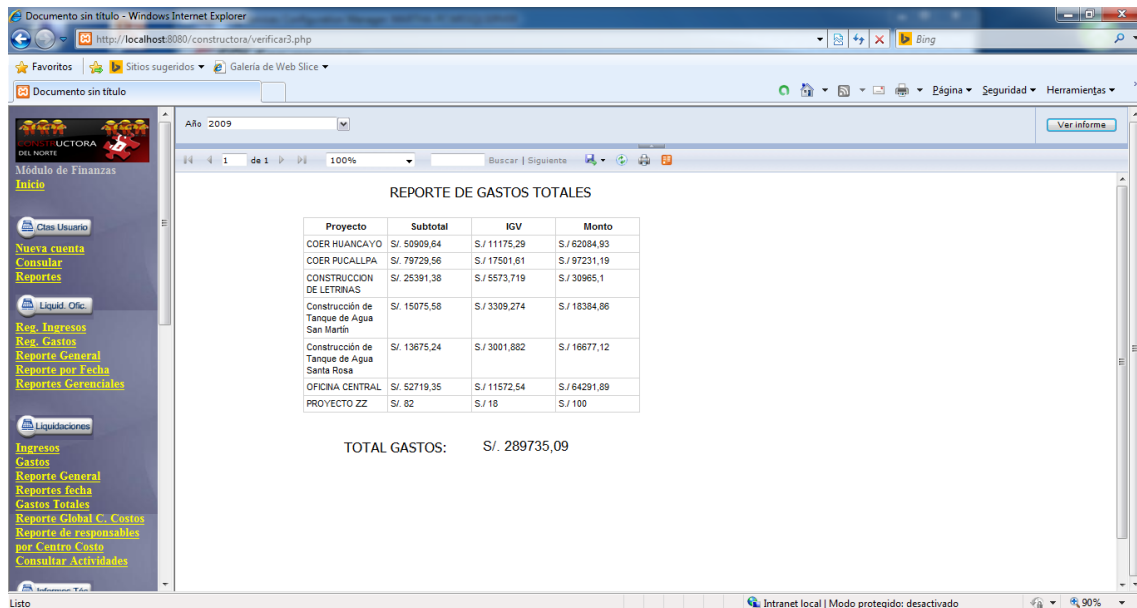 Documento sin título - Windows Internet Explorer
http://localhost:8080/constructora/verificar3.php
Bing
Favoritos Sitios sugeridos Galería de Web Slice
Documento sin título
Página Seguridad Herramientas
CONSTRUCTORA
DEL NORTE
Módulo de Finanzas
Inicio
Ctas Usuario
Nueva cuenta
Consular
Reportes
Liquid. Ofic.
Reg. Ingresos
Reg. Gastos
Reporte General
Reporte por Fecha
Reportes Gerenciales
Liquidaciones
Ingresos
Gastos
Reporte General
Reportes fecha
Gastos Totales
Reporte Global C. Costos
Reporte de responsables
por Centro Costo
Consultar Actividades
Año 2009
Ver informe
1 de 1 100% Buscar | Siguiente
REPORTE DE GASTOS TOTALES
Proyecto Subtotal IGV Monto
COER HUANCAYO S/. 50909,64 S./ 11175,29 S./ 62084,93
COER PUCALLPA S/. 79729,56 S./ 17501,61 S./ 97231,19
CONSTRUCCION S/. 25391,38 S./ 5573,719 S./ 30965,1
DE LETRINAS
Construcción de S/. 15075,58 S./ 3309,274 S./ 18384,86
Tanque de Agua
San Martín
Construcción de S/. 13675,24 S./ 3001,882 S./ 16677,12
Tanque de Agua
Santa Rosa
OFICINA CENTRAL S/. 52719,35 S./ 11572,54 S./ 64291,89
PROYECTO ZZ S/. 82 S./ 18 S./ 100
TOTAL GASTOS: S/. 289735,09
Listo
Intranet local | Modo protegido: desactivado
90%